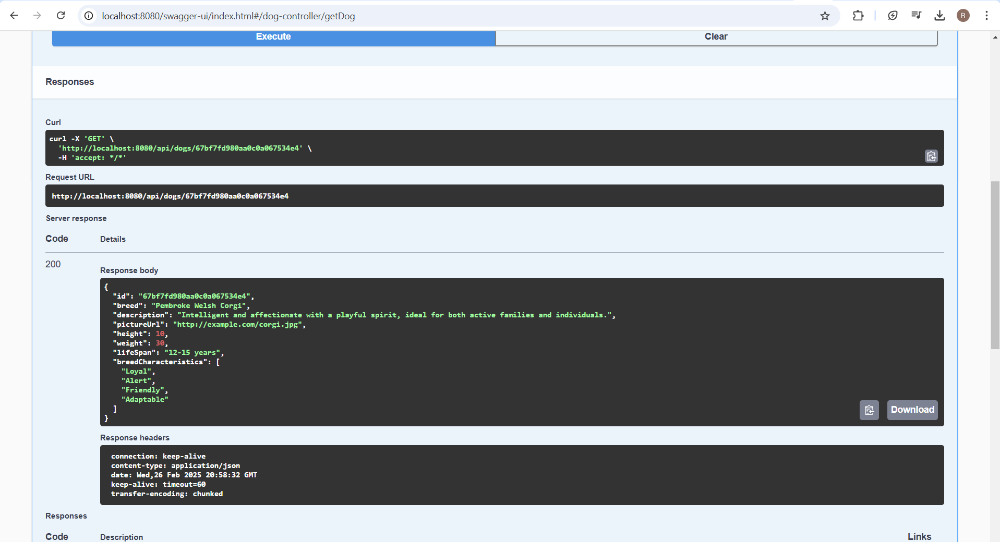 localhost:8080/swagger-ui/index.html#/dog-controller/getDog
R
Execute
Clear
Responses
Curl
curl -X 'GET' \
  'http://localhost:8080/api/dogs/67bf7fd980aa0c0a067534e4' \
  -H 'accept: */*'
Request URL
http://localhost:8080/api/dogs/67bf7fd980aa0c0a067534e4
Server response
Code Details
200
Response body
{
  "id": "67bf7fd980aa0c0a067534e4",
  "breed": "Pembroke Welsh Corgi",
  "description": "Intelligent and affectionate with a playful spirit, ideal for both active families and individuals.",
  "pictureUrl": "http://example.com/corgi.jpg",
  "height": 10,
  "weight": 30,
  "lifeSpan": "12-15 years",
  "breedCharacteristics": [
    "Loyal",
    "Alert",
    "Friendly",
    "Adaptable"
  ]
}
Download
Response headers
connection: keep-alive
content-type: application/json
date: Wed,26 Feb 2025 20:58:32 GMT
keep-alive: timeout=60
transfer-encoding: chunked
Responses
Code Description Links